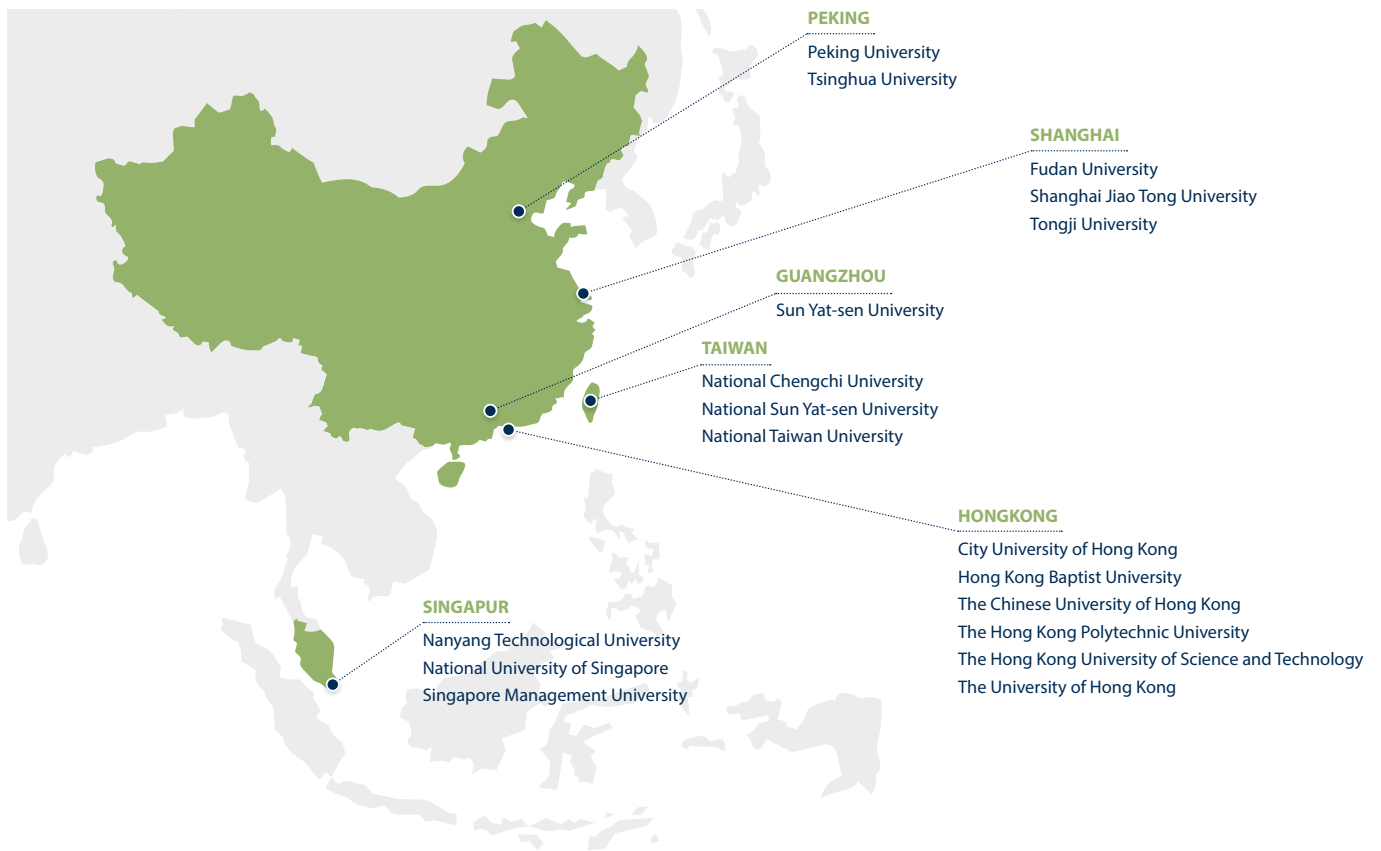 PEKING
Peking University
Tsinghua University
SHANGHAI
Fudan University
Shanghai Jiao Tong University
Tongji University
GUANGZHOU
Sun Yat-sen University
TAIWAN
National Chengchi University
National Sun Yat-sen University
National Taiwan University
HONGKONG
City University of Hong Kong
Hong Kong Baptist University
The Chinese University of Hong Kong
The Hong Kong Polytechnic University
The Hong Kong University of Science and Technology
The University of Hong Kong
SINGAPUR
Nanyang Technological University
National University of Singapore
Singapore Management University